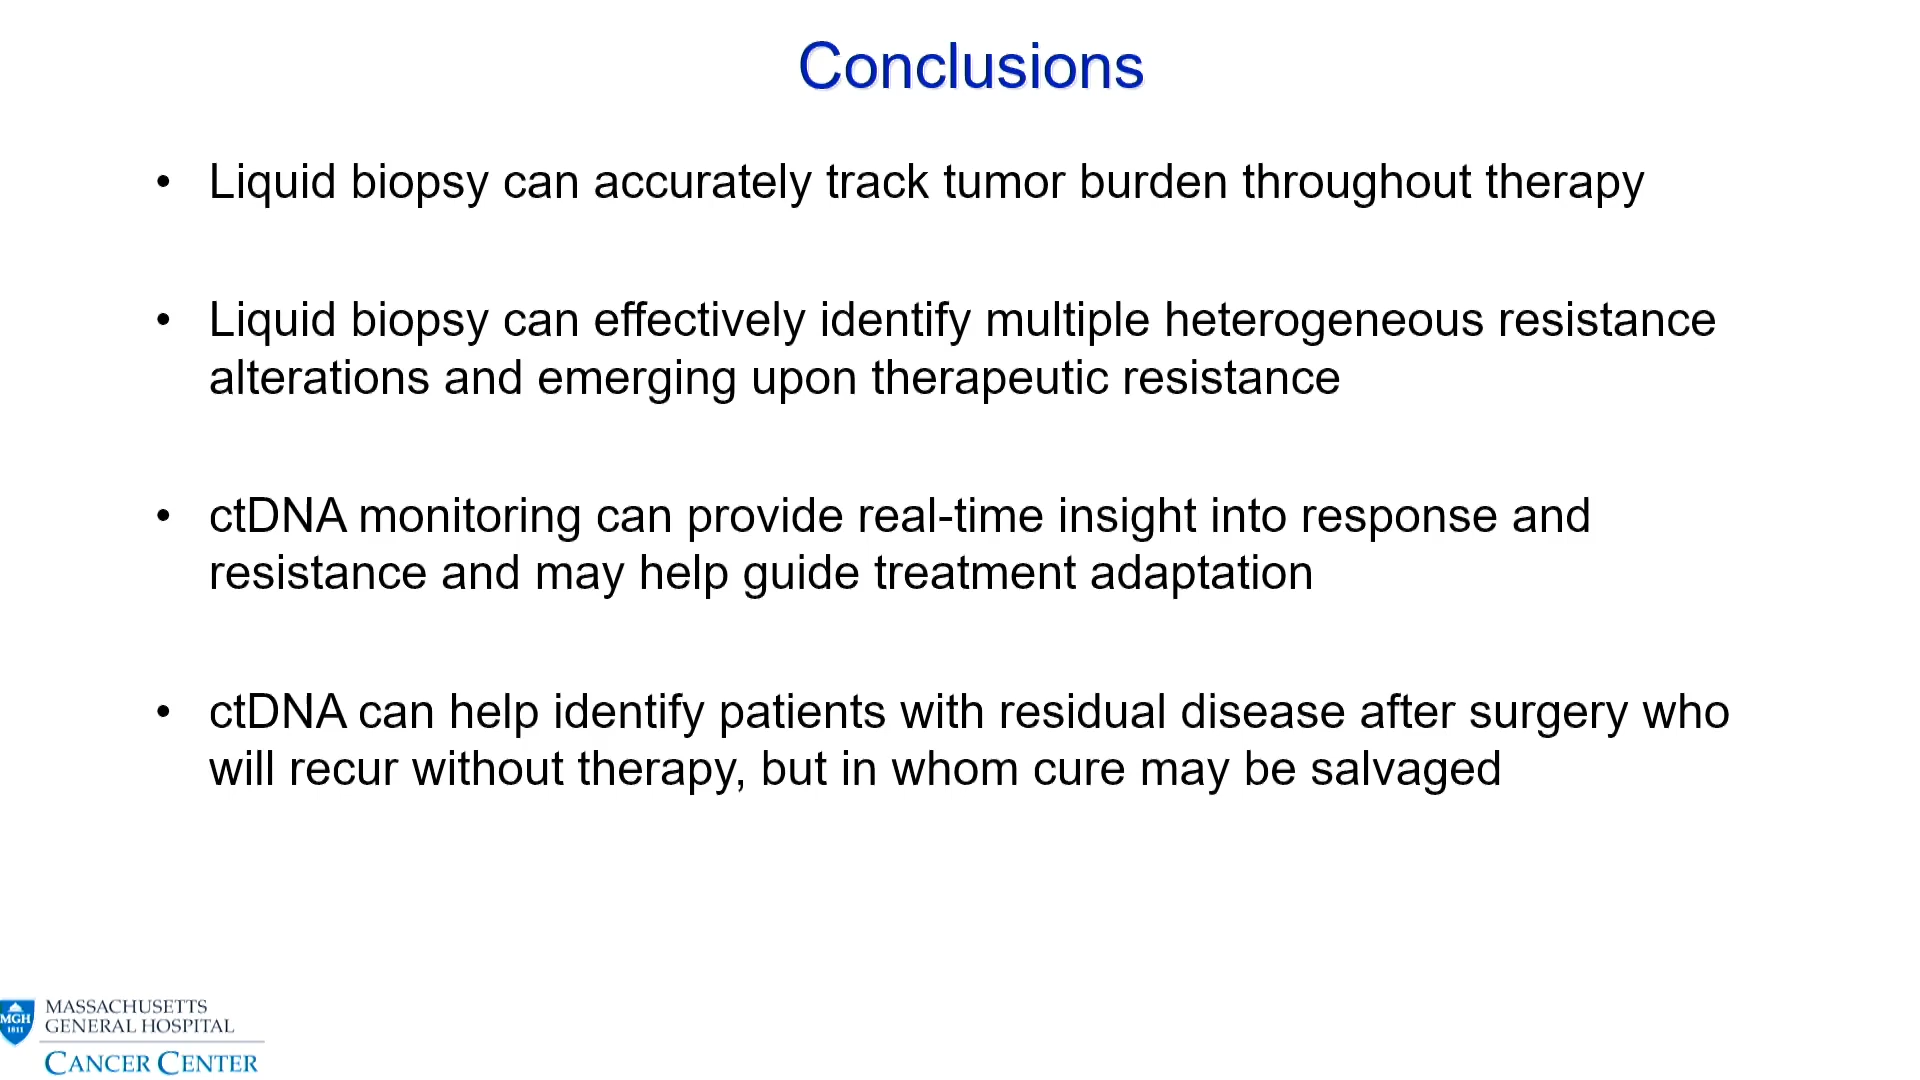 Conclusions
• Liquid biopsy can accurately track tumor burden throughout therapy
• Liquid biopsy can effectively identify multiple heterogeneous resistance
alterations and emerging upon therapeutic resistance
• ctDNA monitoring can provide real-time insight into response and
resistance and may help guide treatment adaptation
• ctDNA can help identify patients with residual disease after surgery who
will recur without therapy, but in whom cure may be salvaged
MGH
1811
MASSACHUSETTS
GENERAL HOSPITAL
CANCER CENTER